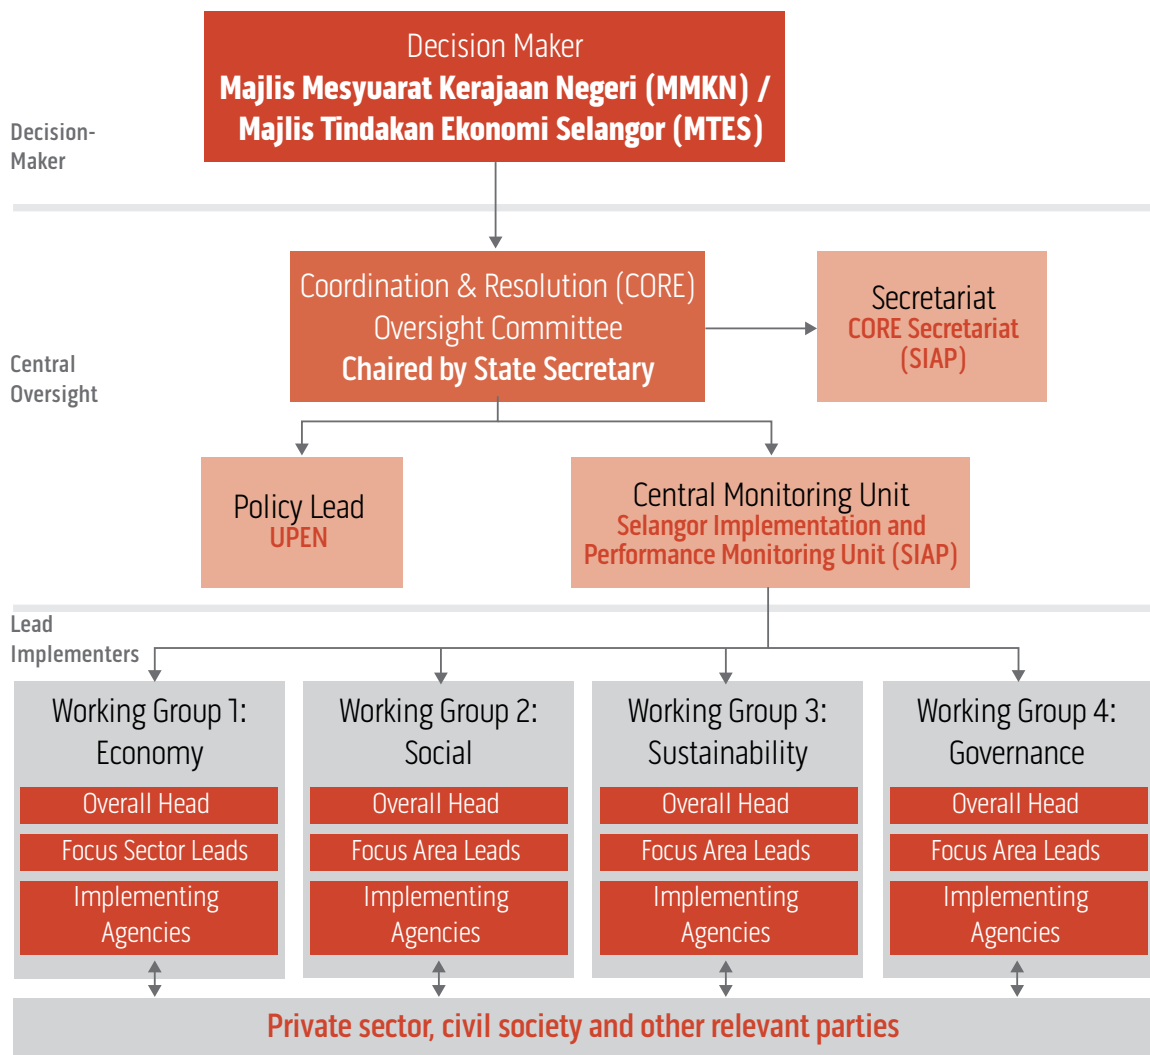 Decision Maker
Majlis Mesyuarat Kerajaan Negeri (MMKN) /
Majlis Tindakan Ekonomi Selangor (MTES)
Decision-
Maker
Coordination & Resolution (CORE)
Oversight Committee
Chaired by State Secretary
Secretariat
CORE Secretariat
(SIAP)
Central
Oversight
Policy Lead
UPEN
Central Monitoring Unit
Selangor Implementation and
Performance Monitoring Unit (SIAP)
Lead
Implementers
Working Group 1:
Economy
Overall Head
Focus Sector Leads
Implementing
Agencies
Working Group 2:
Social
Overall Head
Focus Area Leads
Implementing
Agencies
Working Group 3:
Sustainability
Overall Head
Focus Area Leads
Implementing
Agencies
Working Group 4:
Governance
Overall Head
Focus Area Leads
Implementing
Agencies
Private sector, civil society and other relevant parties